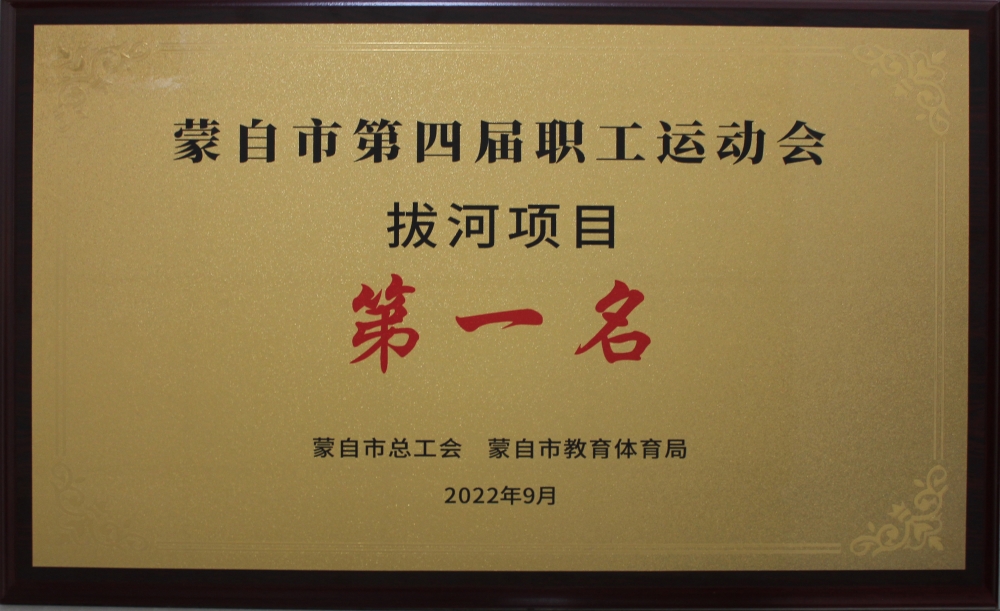 蒙自市第四届职工运动会
拔河项目
第一名
蒙自市总工会 蒙自市教育体育局
2022年9月